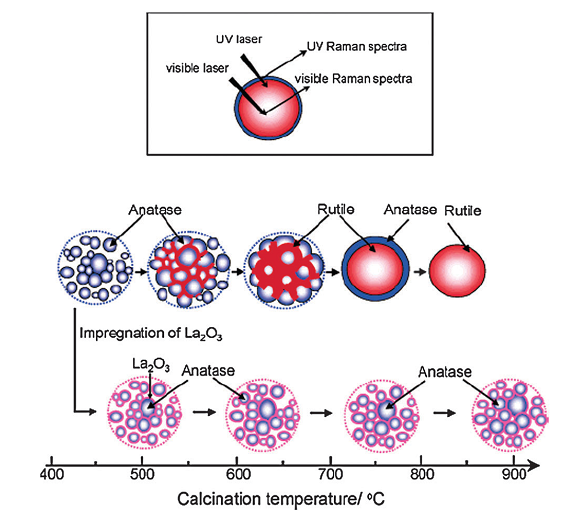 UV laser
UV Raman spectra
visible laser
visible Raman spectra
Anatase
Rutile
Anatase Rutile
Impregnation of La₂O₃
La₂O₃
Anatase
Anatase
400 500 600 700 800 900
Calcination temperature/ ºC